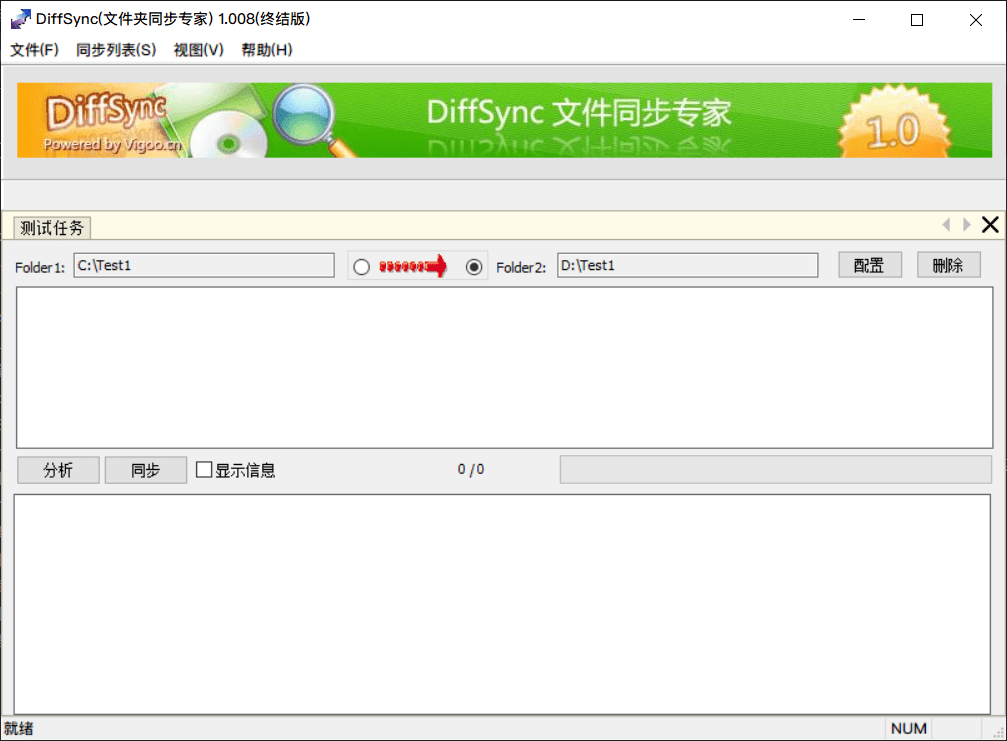 DiffSync(文件夹同步专家) 1.008(终结版)
文件(F) 同步列表(S) 视图(V) 帮助(H)
DiffSync
Powered by Vigoo.cn
DiffSync 文件同步专家
1.0
测试任务
Folder1: C:\Test1 Folder2: D:\Test1 配置 删除
分析 同步 显示信息 0 / 0
就绪 NUM